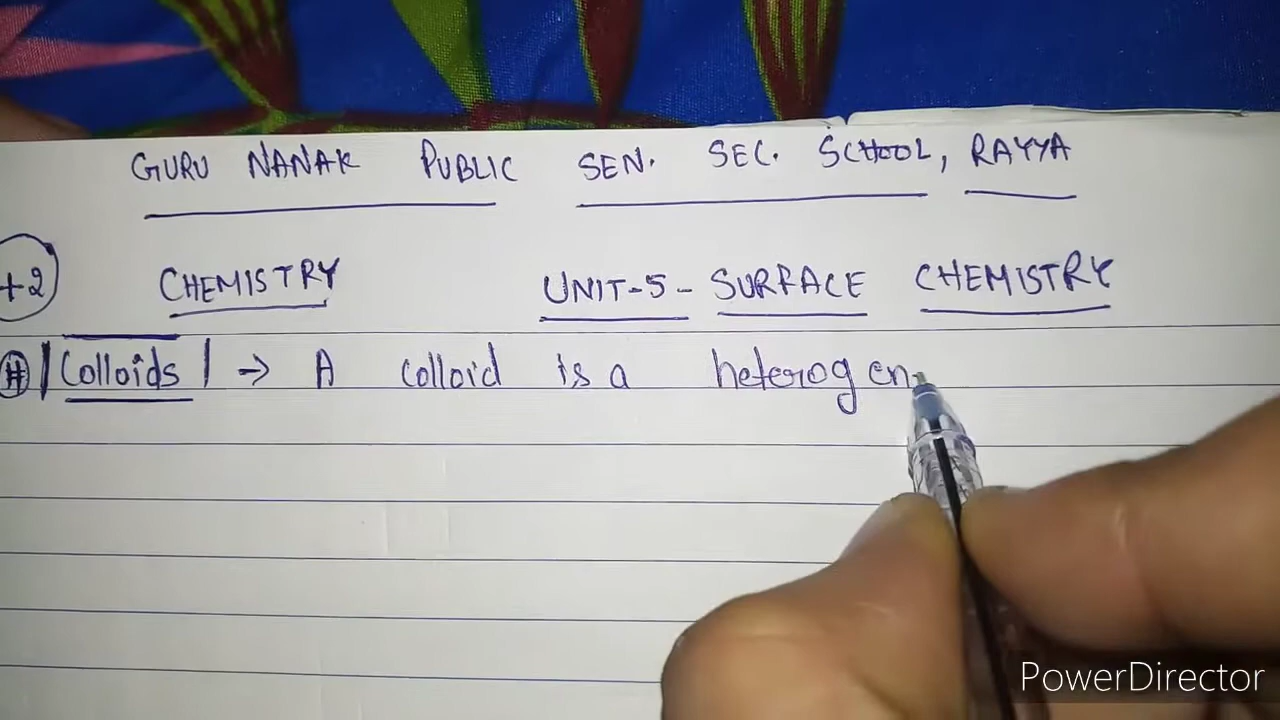 GURU NANAK PUBLIC SEN. SEC. SCHOOL, RAYYA
+2 CHEMISTRY UNIT-5- SURFACE CHEMISTRY
# Colloids → A colloid is a heterogen
PowerDirector